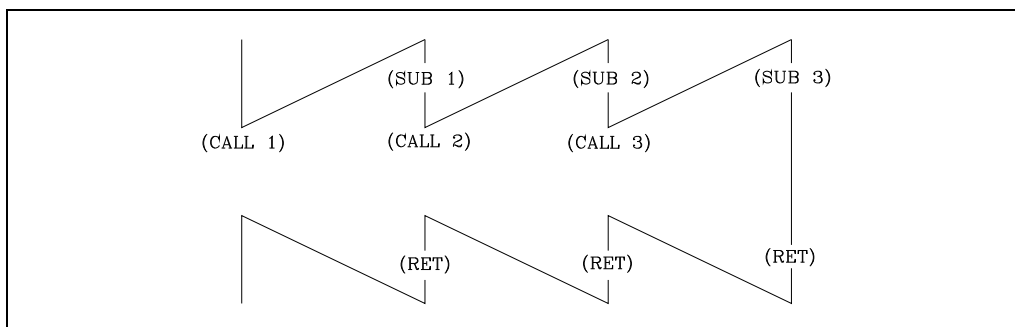 (SUB 1) (SUB 2) (SUB 3)
(CALL 1) (CALL 2) (CALL 3)
(RET) (RET) (RET)